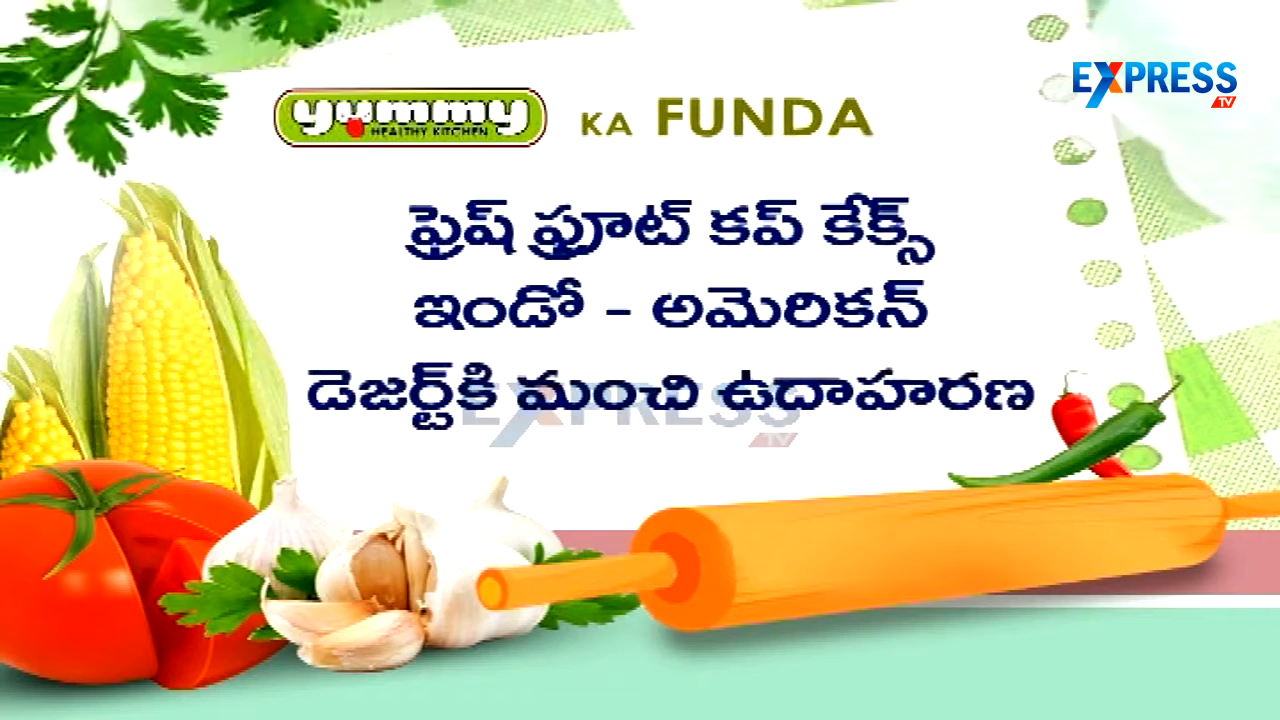 yummy KA FUNDA
HEALTHY KITCHEN
EXPRESS
TV
ఫ్రెష్ ఫ్రూట్ కప్ కేక్స్
ఇండో - అమెరికన్
డెజర్ట్‌కి మంచి ఉదాహరణ
EXPRESS
TV